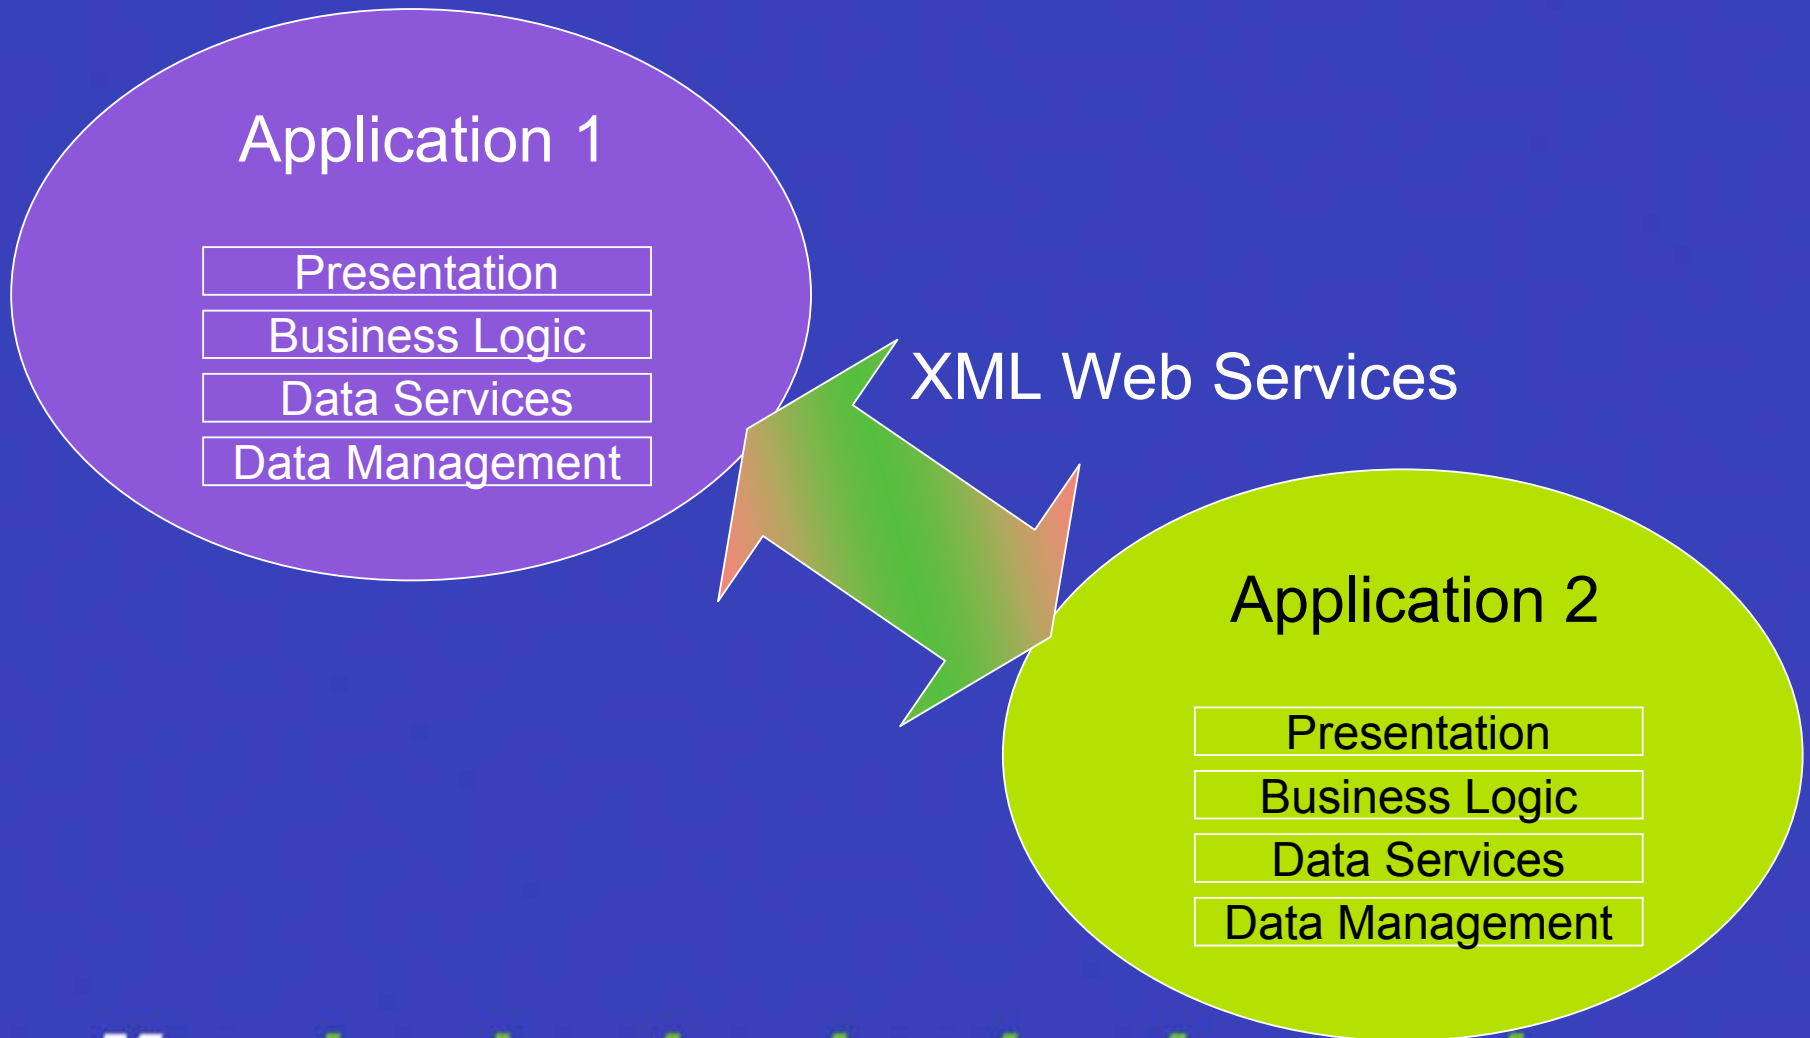 Application 1
Presentation
Business Logic
Data Services
Data Management
XML Web Services
Application 2
Presentation
Business Logic
Data Services
Data Management